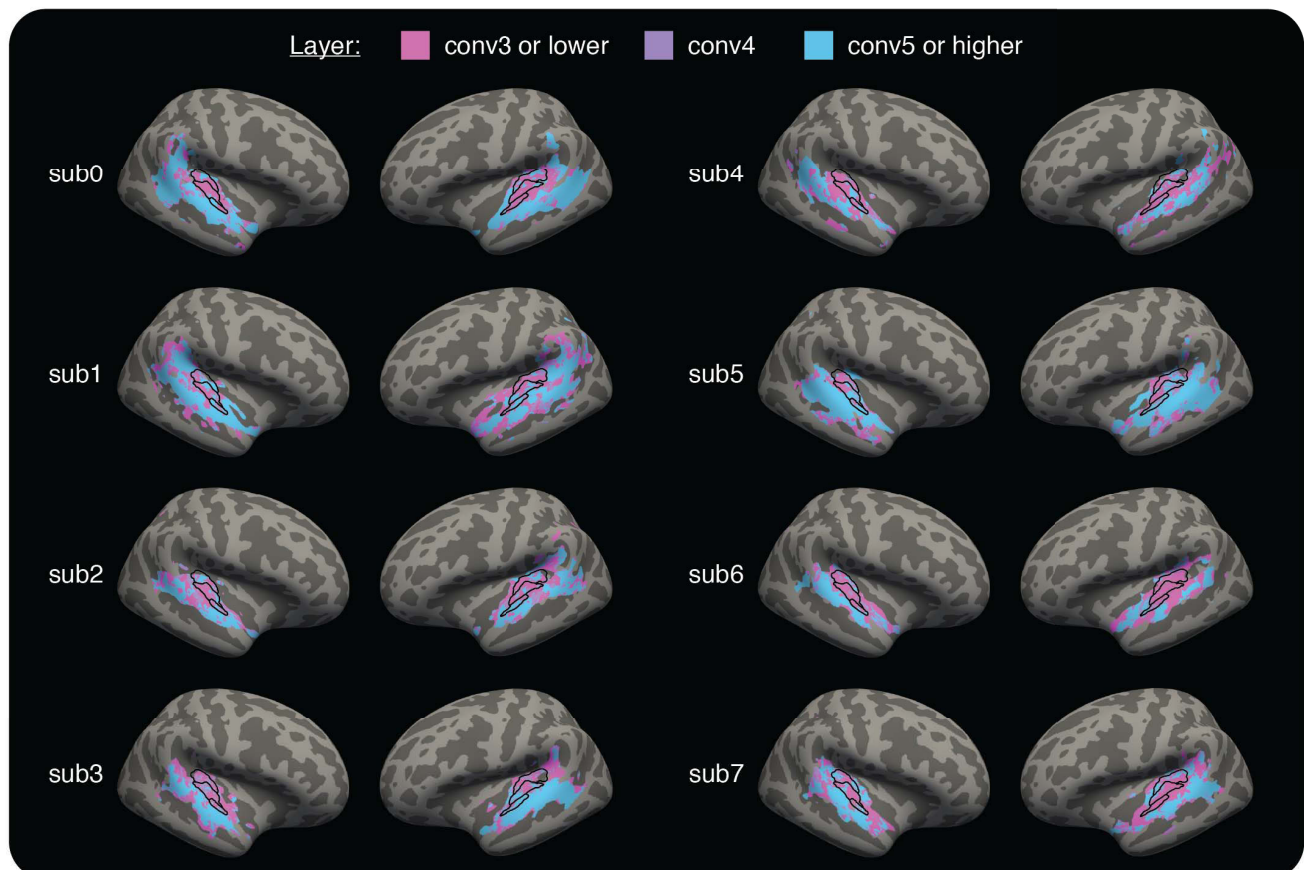 Layer: conv3 or lower conv4 conv5 or higher
sub0 sub4
sub1 sub5
sub2 sub6
sub3 sub7